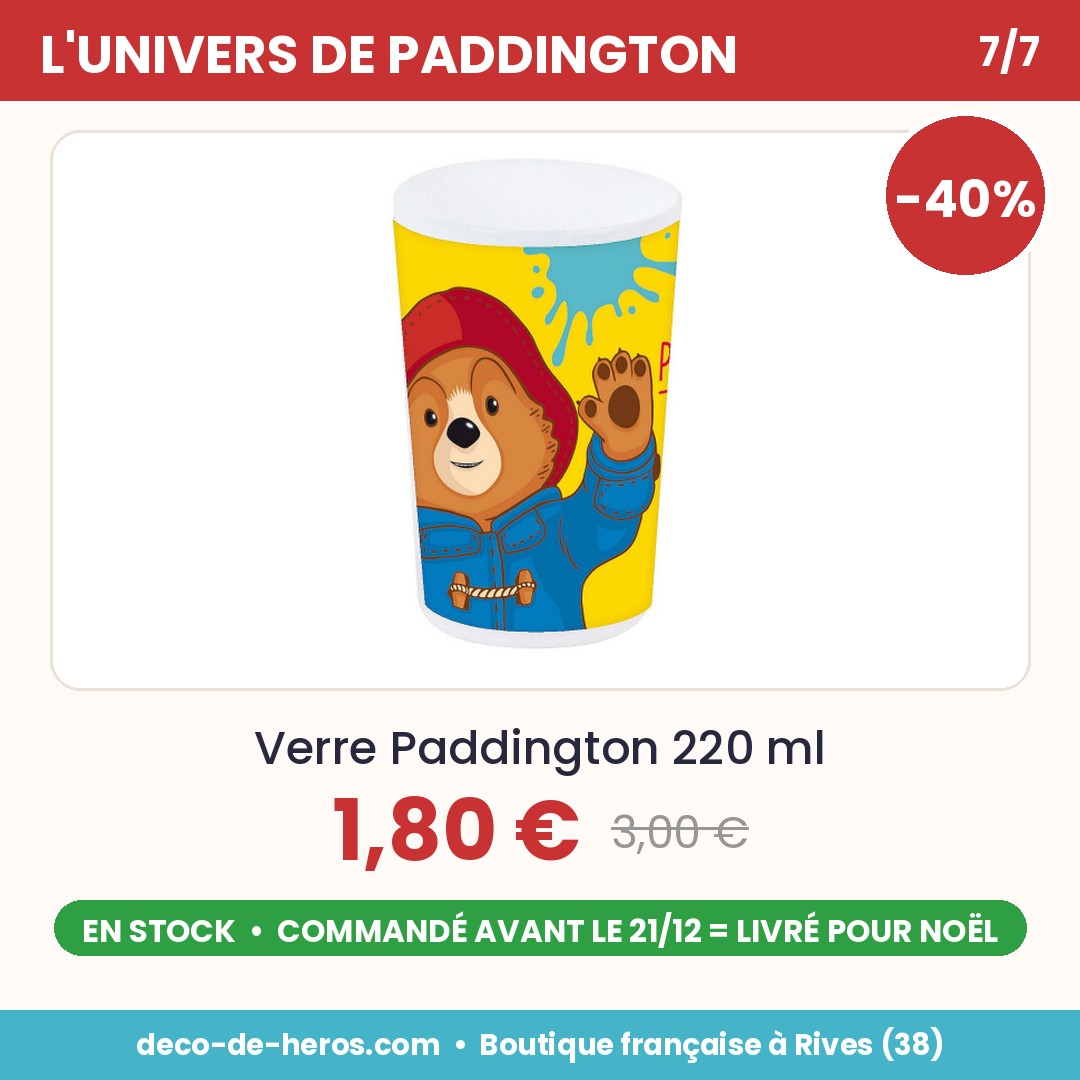 L'UNIVERS DE PADDINGTON
7/7
-40%
P
Verre Paddington 220 ml
1,80 € 3,00 €
EN STOCK • COMMANDÉ AVANT LE 21/12 = LIVRÉ POUR NOËL
deco-de-heros.com • Boutique française à Rives (38)